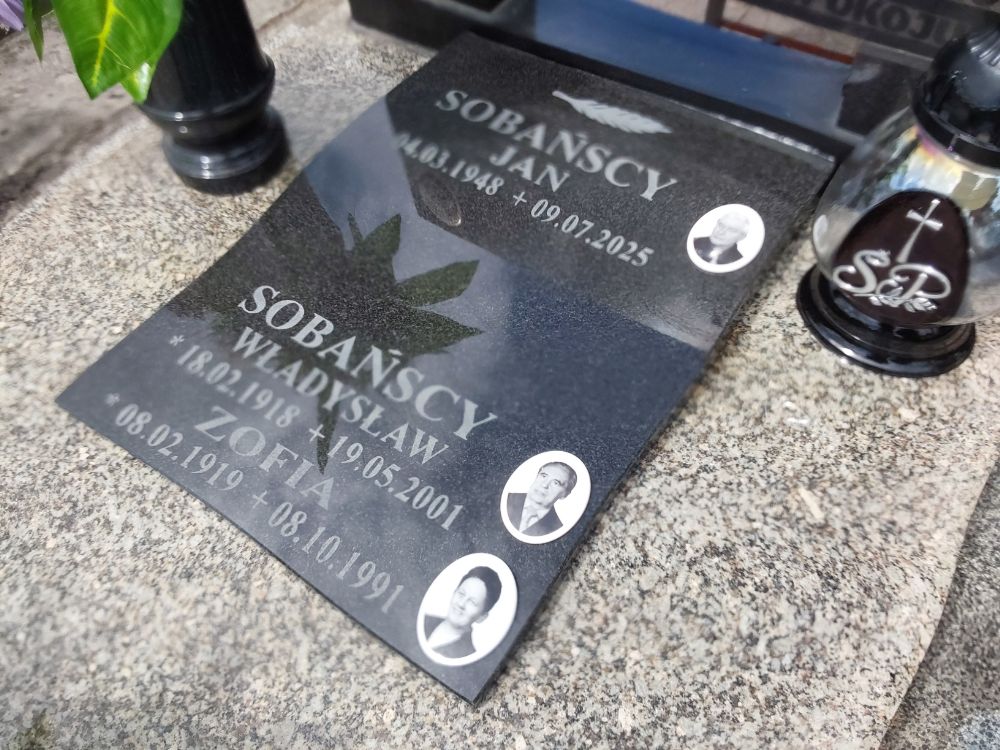 POKOJU
SOBAŃSCY
JAN
04.03.1948 + 09.07.2025
SOBAŃSCY
WŁADYSŁAW
* 18.02.1918 + 19.05.2001
ZOFIA
* 08.02.1919 + 08.10.1991
Ś&P